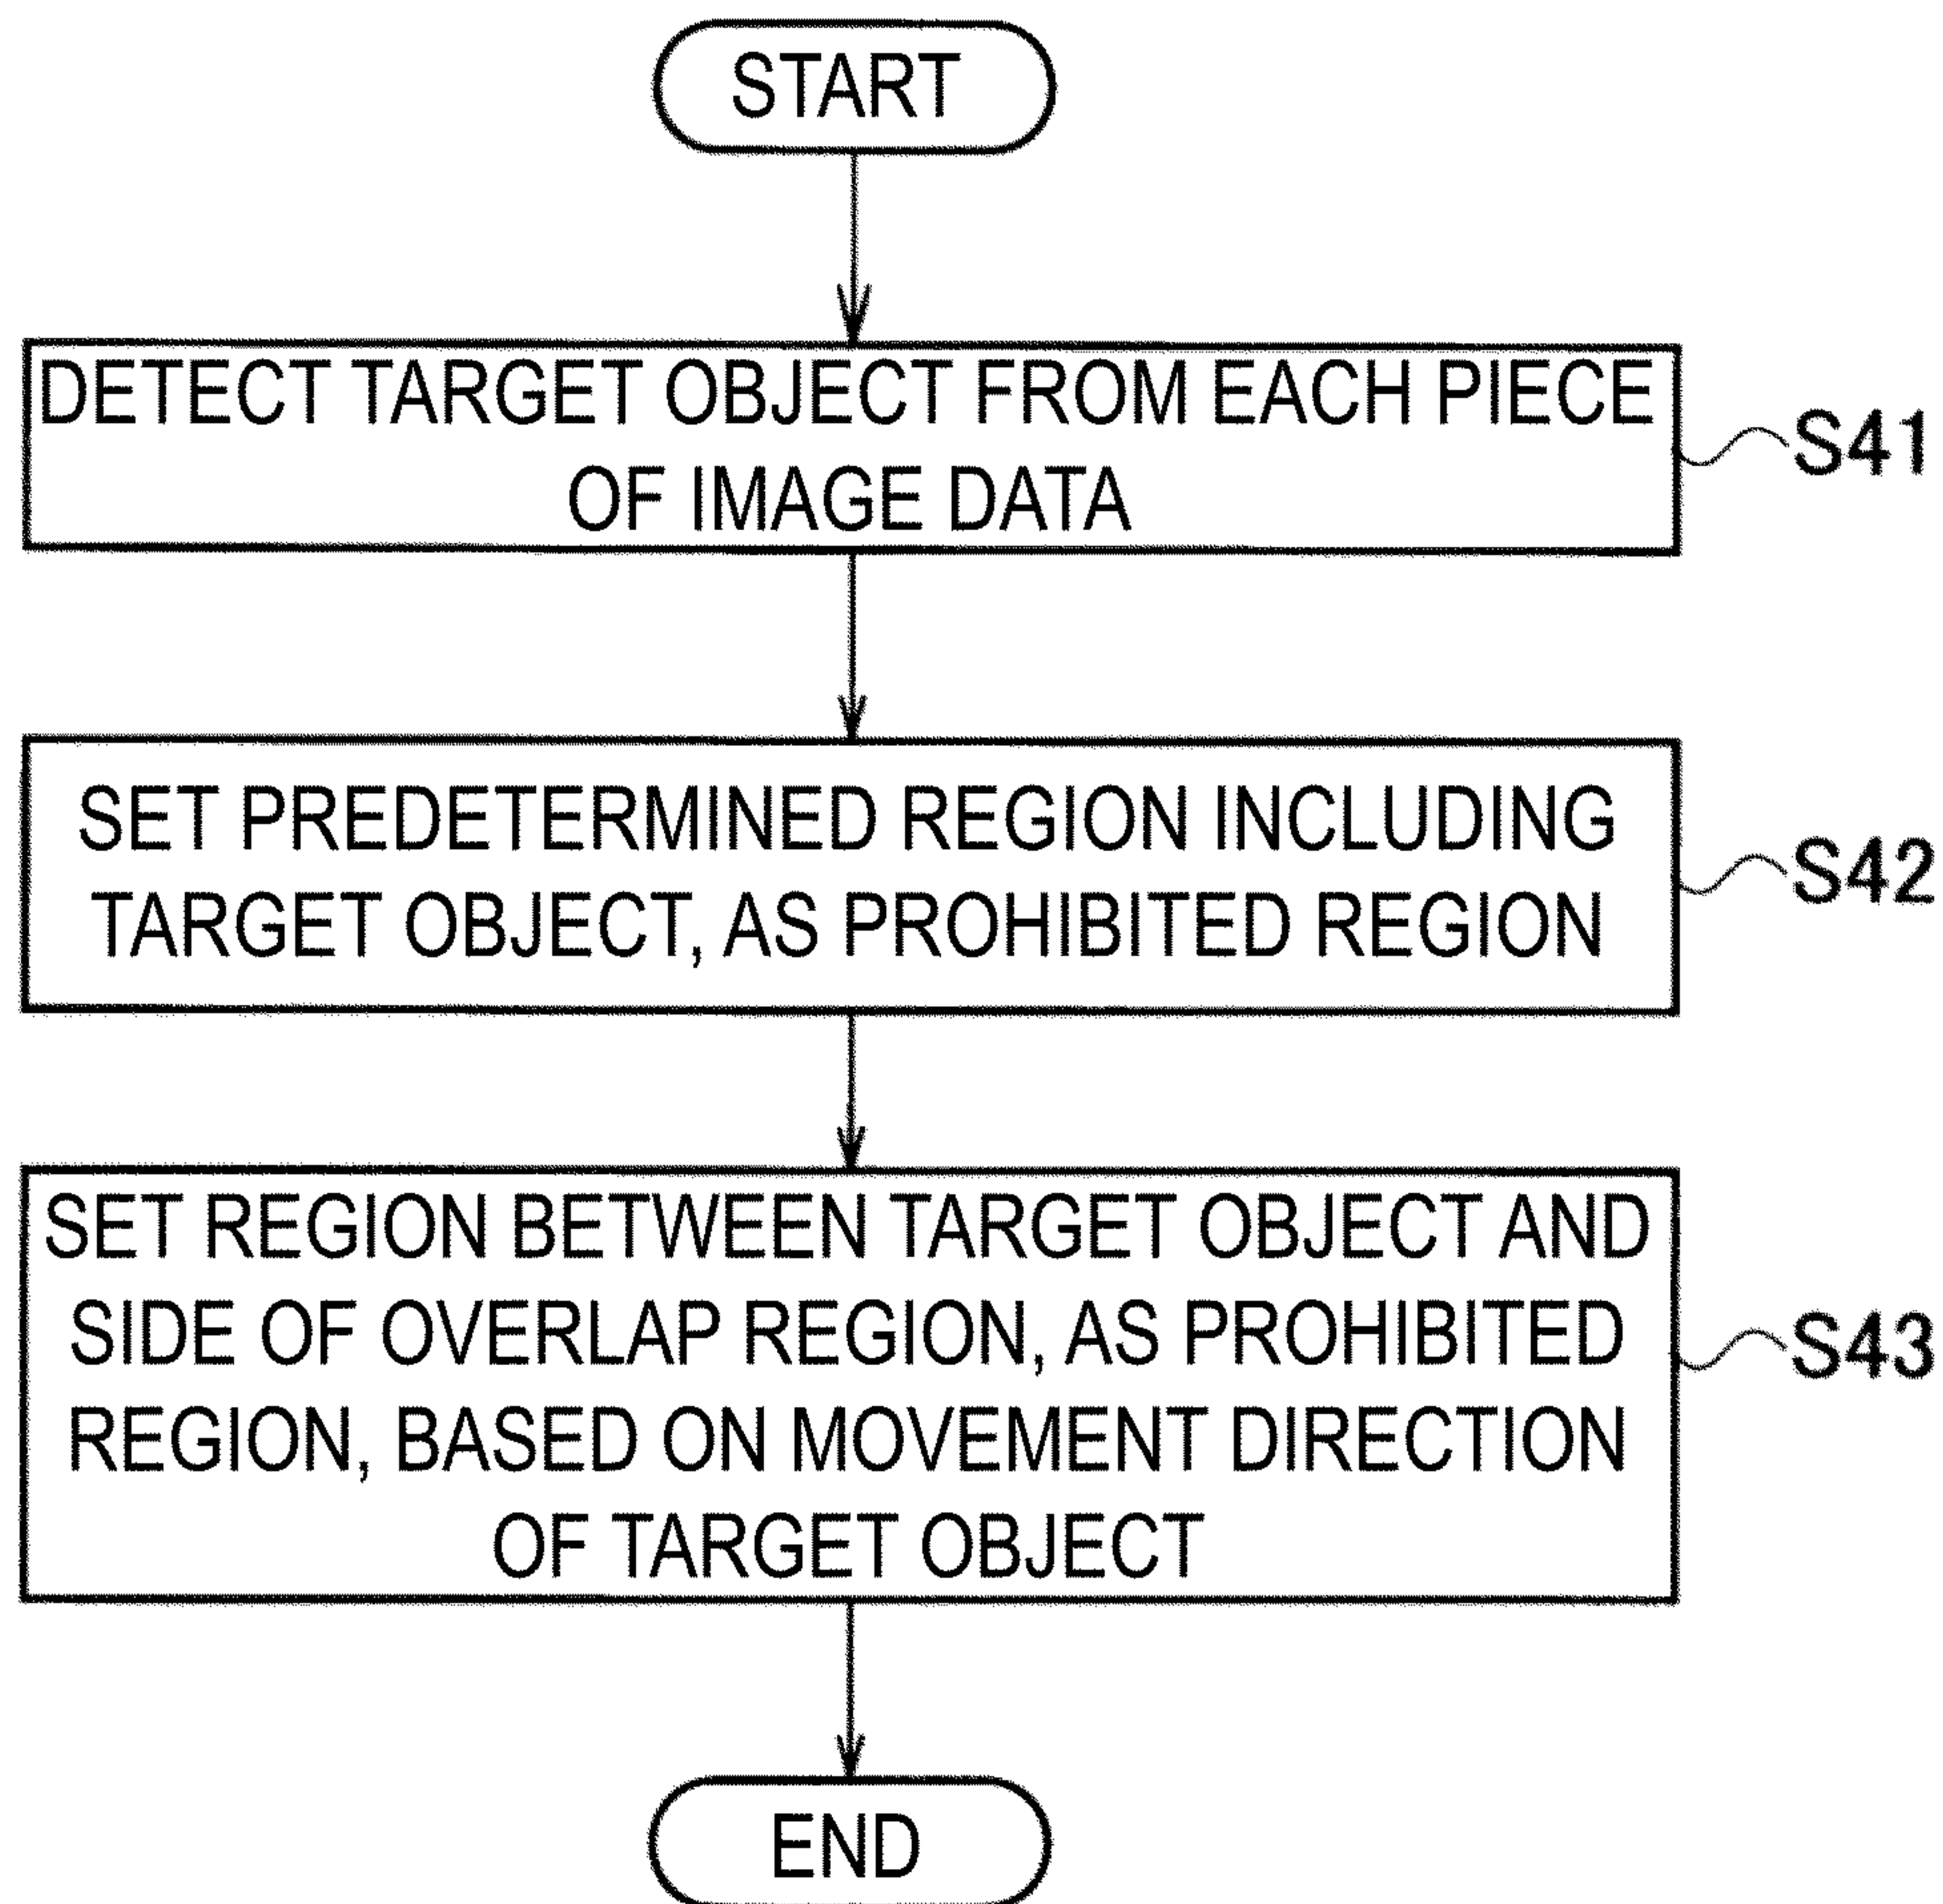 START
DETECT TARGET OBJECT FROM EACH PIECE
OF IMAGE DATA
S41
SET PREDETERMINED REGION INCLUDING
TARGET OBJECT, AS PROHIBITED REGION
S42
SET REGION BETWEEN TARGET OBJECT AND
SIDE OF OVERLAP REGION, AS PROHIBITED
REGION, BASED ON MOVEMENT DIRECTION
OF TARGET OBJECT
S43
END